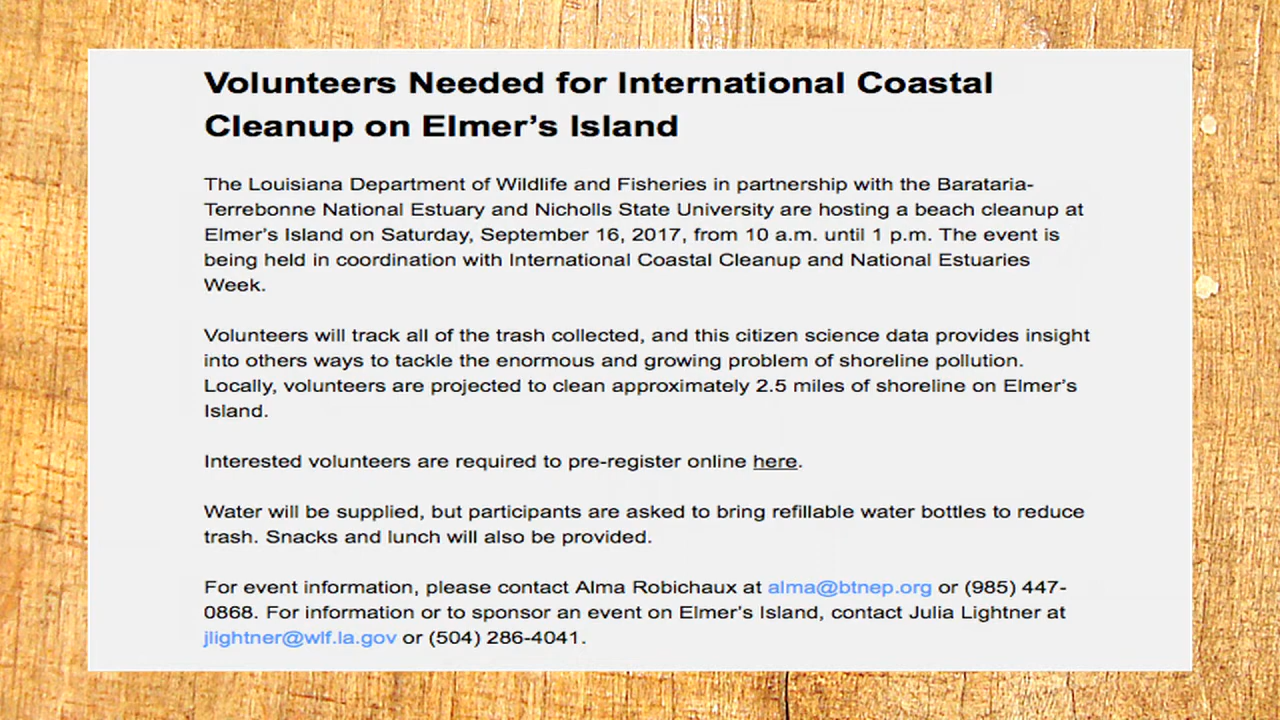 Volunteers Needed for International Coastal
Cleanup on Elmer’s Island
The Louisiana Department of Wildlife and Fisheries in partnership with the Barataria-
Terrebonne National Estuary and Nicholls State University are hosting a beach cleanup at
Elmer’s Island on Saturday, September 16, 2017, from 10 a.m. until 1 p.m. The event is
being held in coordination with International Coastal Cleanup and National Estuaries
Week.
Volunteers will track all of the trash collected, and this citizen science data provides insight
into others ways to tackle the enormous and growing problem of shoreline pollution.
Locally, volunteers are projected to clean approximately 2.5 miles of shoreline on Elmer’s
Island.
Interested volunteers are required to pre-register online here.
Water will be supplied, but participants are asked to bring refillable water bottles to reduce
trash. Snacks and lunch will also be provided.
For event information, please contact Alma Robichaux at alma@btnep.org or (985) 447-
0868. For information or to sponsor an event on Elmer’s Island, contact Julia Lightner at
jlightner@wlf.la.gov or (504) 286-4041.